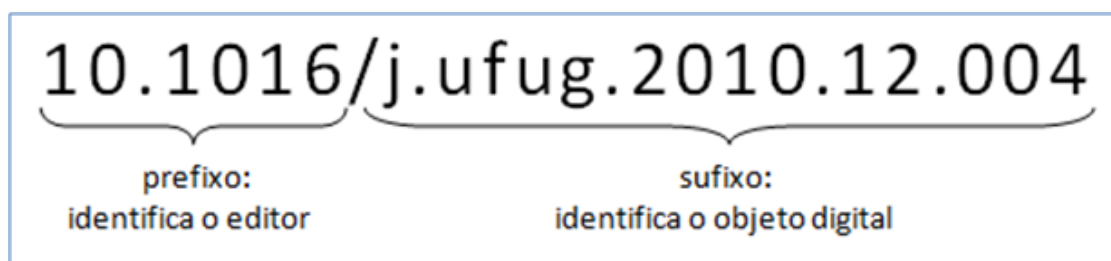 10.1016/j.ufug.2010.12.004
prefixo:
identifica o editor
sufixo:
identifica o objeto digital